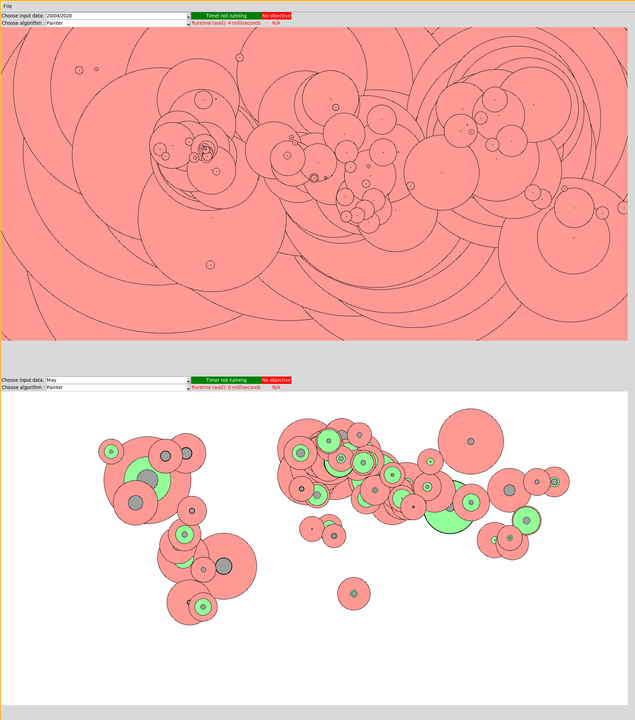 File
Choose input data: 20/04/2020 Timer not running No objective
Choose algorithm : Painter Runtime (wall): 4 milliseconds N/A
Choose input data: May Timer not running No objective
Choose algorithm : Painter Runtime (wall): 0 milliseconds N/A